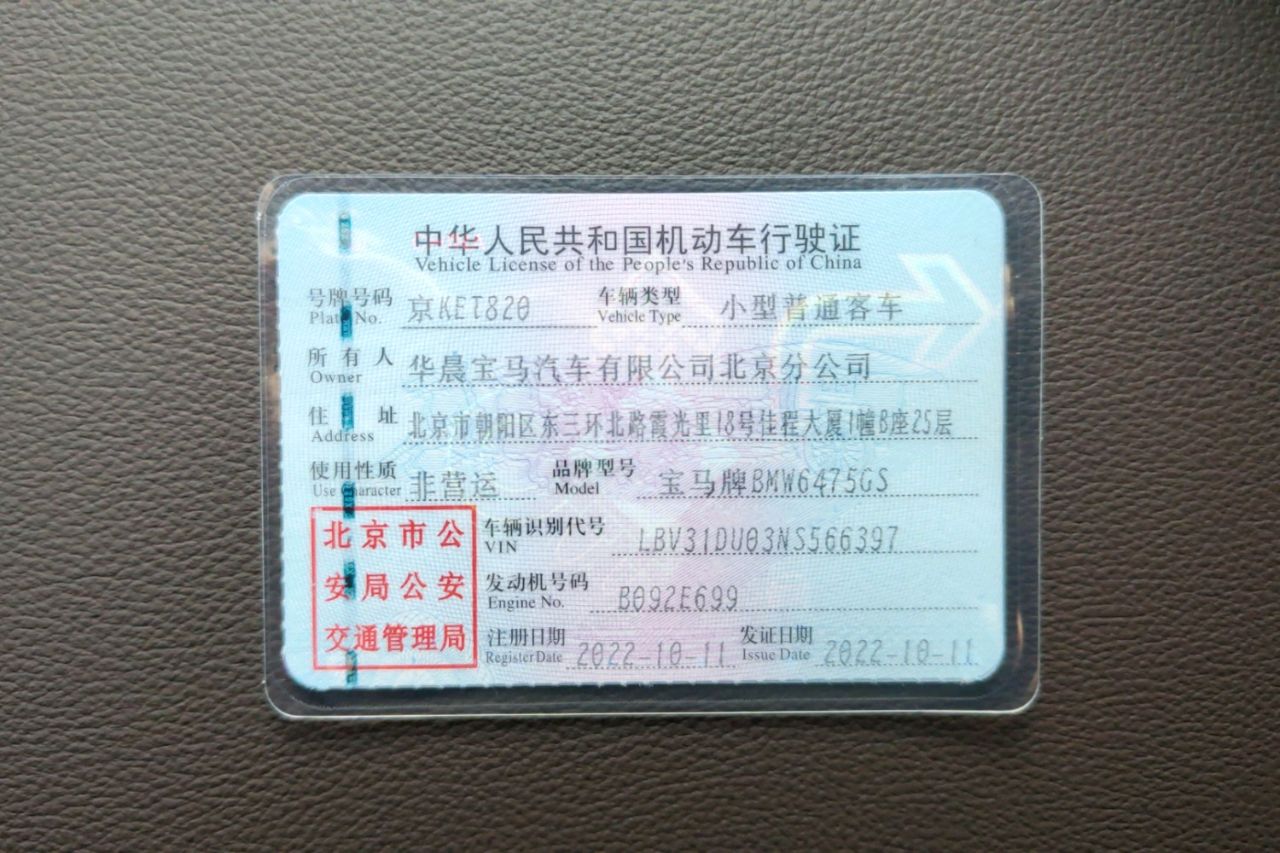 中华人民共和国机动车行驶证
Vehicle License of the People's Republic of China
号牌号码 京KET820 车辆类型 小型普通客车
Plate No. Vehicle Type
所有人 华晨宝马汽车有限公司北京分公司
Owner
住址 北京市朝阳区东三环北路霞光里18号佳程大厦1幢B座25层
Address
使用性质 非营运 品牌型号 宝马牌BMW6475GS
Use Character Model
北京市公
安局公安
交通管理局
车辆识别代号 LBV31DU03NS566397
VIN
发动机号码 B092E699
Engine No.
注册日期 2022-10-11 发证日期 2022-10-11
Register Date Issue Date